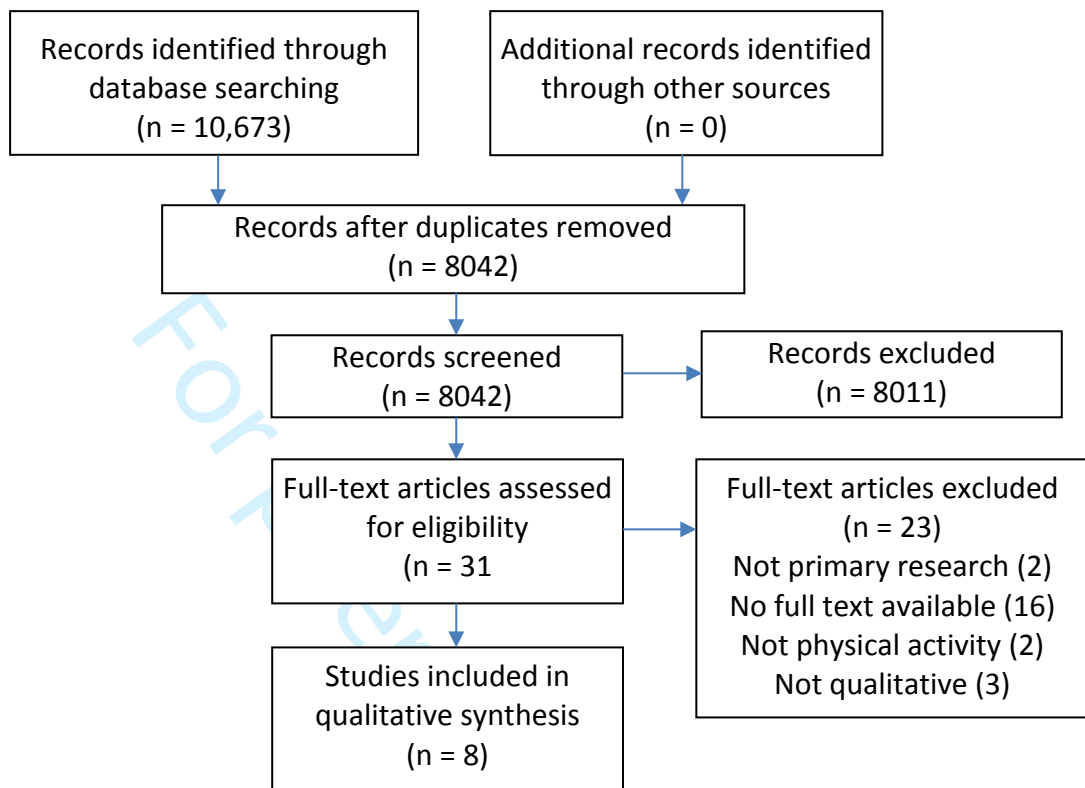 Records identified through
database searching
(n = 10,673)
Additional records identified
through other sources
(n = 0)
Records after duplicates removed
(n = 8042)
Records screened
(n = 8042)
Records excluded
(n = 8011)
Full-text articles assessed
for eligibility
(n = 31
Full-text articles excluded
(n = 23)
Not primary research (2)
No full text available (16)
Not physical activity (2)
Not qualitative (3)
Studies included in
qualitative synthesis
(n = 8)
For